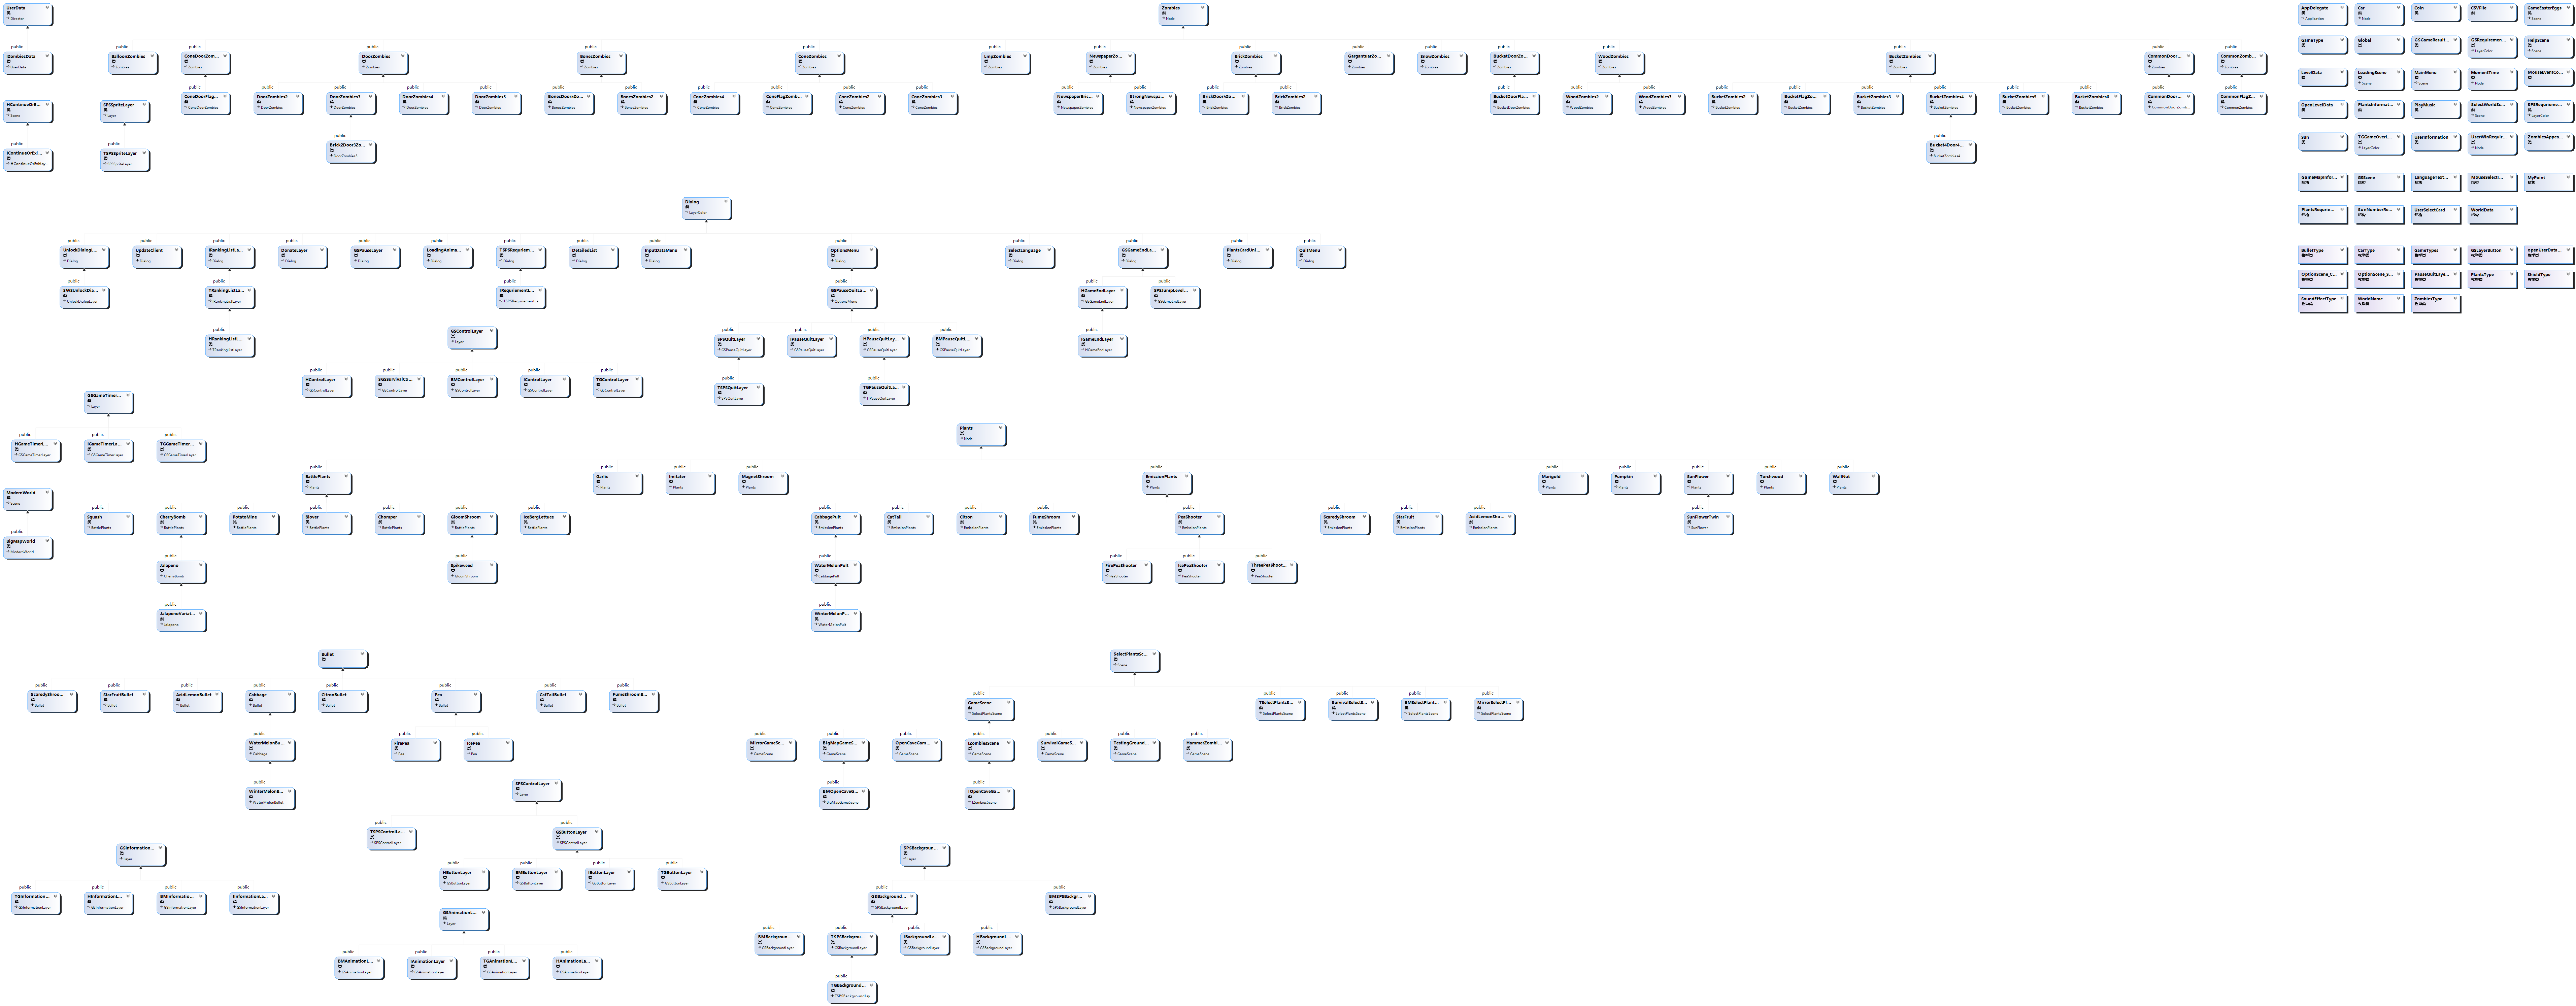 UserData
Director
Zombies
Node
AppDelegate
Application
Car
Node
Coin
CSVFile
GameEasterEggs
Scene
GameType
Global
GSGameResult...
GSRequiremen...
LayerColor
HelpScene
Scene
public
IZombiesData
UserData
public
BalloonZombies
Zombies
public
ConeDoorZom...
Zombies
public
DoorZombies
Zombies
public
BonesZombies
Zombies
public
ConeZombies
Zombies
public
LmpZombies
Zombies
public
NewspaperZo...
Zombies
public
BrickZombies
Zombies
public
GargantuarZo...
Zombies
public
SnowZombies
Zombies
public
BucketDoorZo...
Zombies
public
WoodZombies
Zombies
public
BucketZombies
Zombies
public
CommonDoor...
Zombies
public
CommonZomb...
Zombies
LevelData
LoadingScene
Scene
MainMenu
Scene
MomentTime
Node
MouseEventCo...
public
HContinueOrE...
Scene
SPSSpriteLayer
Layer
public
ConeDoorFlag...
ConeDoorZombies
public
DoorZombies2
DoorZombies
public
DoorZombies3
DoorZombies
public
DoorZombies4
DoorZombies
public
DoorZombies1
DoorZombies
public
BonesDoor1Zo...
BonesZombies
public
BonesZombies2
BonesZombies
public
ConeZombies4
ConeZombies
public
ConeFlagZomb...
ConeZombies
public
ConeZombies2
ConeZombies
public
ConeZombies3
ConeZombies
public
NewspaperBric...
NewspaperZombies
public
StrongNewspa...
NewspaperZombies
public
BrickDoor1Zo...
BrickZombies
public
BrickZombies2
BrickZombies
public
BucketDoorFla...
BucketDoorZombies
public
WoodZombies2
WoodZombies
public
WoodZombies3
WoodZombies
public
BucketZombies2
BucketZombies
public
BucketFlagZo...
BucketZombies
public
BucketZombies3
BucketZombies
public
BucketZombies4
BucketZombies
public
BucketZombies5
BucketZombies
public
BucketZombies6
BucketZombies
public
CommonDoor...
CommonDoorZomb...
public
CommonFlagZ...
CommonZombies
OpenLevelData
PlantsInformat...
PlayMusic
SelectWorldSc...
Scene
SPSRequrieme...
LayerColor
Sun
TGGameOverL...
LayerColor
UserInformation
UserWinRequir...
Node
ZombiesAppea...
public
IContinueOrExi...
public
TSPSSpriteLayer
SPSSpriteLayer
public
Brick2Door3Zo...
DoorZombies3
public
Bucket4Door4...
BucketZombies4
GameMapInfor...
GSScene
LanguageText...
MouseSelecti...
MyPoint
Dialog
LayerColor
PlantsRequrie...
SunNumberRe...
UserSelectCard
WorldData
public
UnlockDialogL...
Dialog
public
UpdateClient
Dialog
public
IRankingListLa...
Dialog
public
DonateLayer
Dialog
public
GSPauseLayer
Dialog
public
LoadingAnima...
Dialog
public
TSPSRequriem...
Dialog
public
DetailedList
Dialog
public
InputDataMenu
Dialog
public
OptionsMenu
Dialog
public
SelectLanguage
Dialog
public
GSGameEndLa...
Dialog
public
PlantsCardUnl...
Dialog
public
QuitMenu
Dialog
BulletType
CarType
GameTypes
GSLayerButton
openUserData...
public
SWSUnlockDia...
UnlockDialogLayer
public
TRankingListLa...
IRankingListLayer
public
IRequriementL...
TSPSRequriementLa...
public
GSPauseQuitLa...
OptionsMenu
public
HGameEndLayer
GSGameEndLayer
public
SPSJumpLevel...
GSGameEndLayer
OptionScene_C...
OptionScene_S...
PauseQuitLaye...
PlantsType
ShieldType
SoundEffectType
WorldName
ZombiesType
public
HRankingListL...
TRankingListLayer
GSControlLayer
Layer
public
SPSQuitLayer
GSPauseQuitLayer
public
IPauseQuitLayer
GSPauseQuitLayer
public
HPauseQuitLay...
GSPauseQuitLayer
public
BMPauseQuitL...
GSPauseQuitLayer
public
IGameEndLayer
HGameEndLayer
public
HControlLayer
GSControlLayer
public
SGSSurvivalCo...
GSControlLayer
public
BMControlLayer
GSControlLayer
public
IControlLayer
GSControlLayer
public
TGControlLayer
GSControlLayer
public
TSPSQuitLayer
SPSQuitLayer
public
TGPauseQuitLa...
HPauseQuitLayer
GSGameTimer...
Layer
public
HGameTimerL...
GSGameTimerLayer
public
IGameTimerLa...
GSGameTimerLayer
public
TGGameTimer...
GSGameTimerLayer
Plants
Node
public
BattlePlants
Plants
public
Garlic
Plants
public
Imitater
Plants
public
MagnetShroom
Plants
public
EmissionPlants
Plants
public
Marigold
Plants
public
Pumpkin
Plants
public
SunFlower
Plants
public
Torchwood
Plants
public
WallNut
Plants
ModernWorld
Scene
public
BigMapWorld
ModernWorld
public
Squash
BattlePlants
public
CherryBomb
BattlePlants
public
PotatoMine
BattlePlants
public
Blover
BattlePlants
public
Chomper
BattlePlants
public
GloomShroom
BattlePlants
public
IceBergLettuce
BattlePlants
public
CabbagePult
EmissionPlants
public
CatTail
EmissionPlants
public
Citron
EmissionPlants
public
FumeShroom
EmissionPlants
public
PeaShooter
EmissionPlants
public
ScaredyShroom
EmissionPlants
public
StarFruit
EmissionPlants
public
AcidLemonSho...
EmissionPlants
public
SunFlowerTwin
SunFlower
public
Jalapeno
CherryBomb
public
Spikeweed
GloomShroom
public
WaterMelonPult
CabbagePult
public
FirePeaShooter
PeaShooter
public
IcePeaShooter
PeaShooter
public
ThreePeaShoot...
PeaShooter
public
JalapenoVariat...
Jalapeno
public
WinterMelonP...
WaterMelonPult
Bullet
SelectPlantsSc...
Scene
public
ScaredyShroo...
Bullet
public
StarFruitBullet
Bullet
public
AcidLemonBullet
Bullet
public
Cabbage
Bullet
public
CitronBullet
Bullet
public
Pea
Bullet
public
CatTailBullet
Bullet
public
FumeShroomB...
Bullet
public
GameScene
SelectPlantsScene
public
TSelectPlantsS...
SelectPlantsScene
public
SurvivalSelectS...
SelectPlantsScene
public
BMSelectPlant...
SelectPlantsScene
public
MirrorSelectPl...
SelectPlantsScene
public
WaterMelonBu...
Cabbage
public
FirePea
Pea
public
IcePea
Pea
public
MirrorGameSc...
GameScene
public
BigMapGameS...
GameScene
public
OpenCaveGam...
GameScene
public
IZombiesScene
GameScene
public
SurvivalGameS...
GameScene
public
TestingGround...
GameScene
public
HammerZombi...
GameScene
public
WinterMelonB...
WaterMelonBullet
SPSControlLayer
Layer
public
BMOpenCaveG...
BigMapGameScene
public
IOpenCaveGa...
IZombiesScene
public
TSPSControlLa...
SPSControlLayer
public
GSButtonLayer
SPSControlLayer
GSInformation...
Layer
SPSBackgroun...
Layer
public
HButtonLayer
GSButtonLayer
public
BMButtonLayer
GSButtonLayer
public
IButtonLayer
GSButtonLayer
public
TGButtonLayer
GSButtonLayer
public
TGInformation...
GSInformationLayer
public
HInformationL...
GSInformationLayer
public
BMInformatio...
GSInformationLayer
public
IInformationLa...
GSInformationLayer
public
GSBackground...
SPSBackgroundLayer
public
BMSPSBackgr...
SPSBackgroundLayer
GSAnimationL...
Layer
public
BMBackgroun...
GSBackgroundLayer
public
TSPSBackgrou...
GSBackgroundLayer
public
IBackgroundLa...
GSBackgroundLayer
public
HBackgroundL...
GSBackgroundLayer
public
BMAnimationL...
GSAnimationLayer
public
IAnimationLayer
GSAnimationLayer
public
TGAnimationL...
GSAnimationLayer
public
HAnimationLa...
GSAnimationLayer
public
TGBackground...
TSPSBackgroundLay...